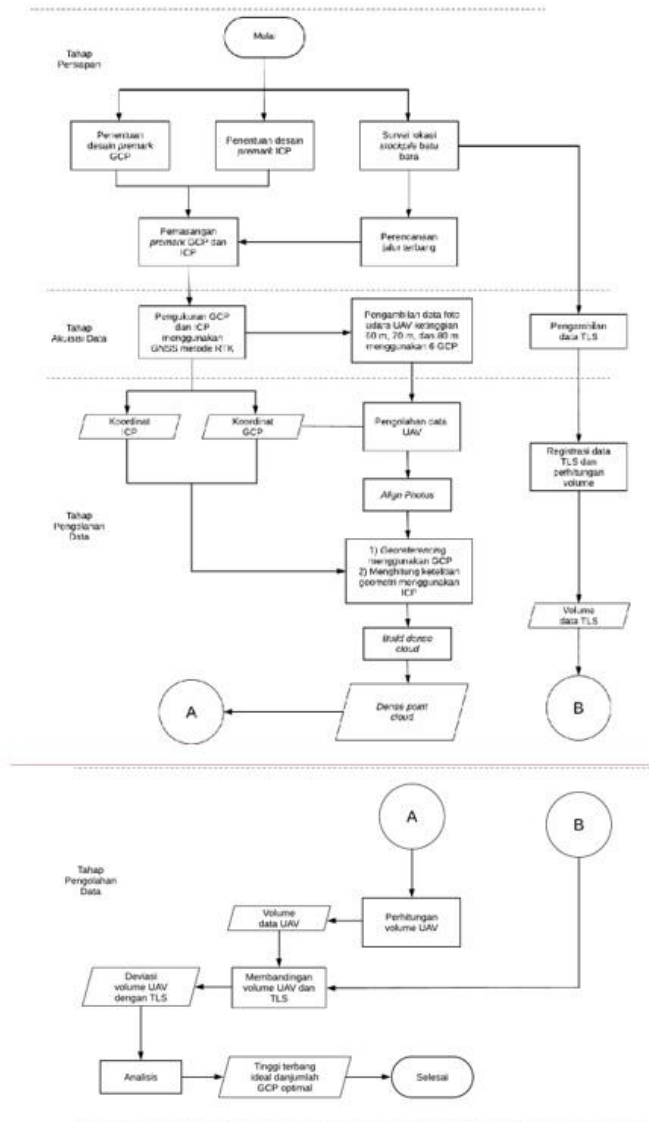 Mulai
Tahap
Persiapan
Penentuan
desain premark
GCP
Penentuan desain
premark ICP
Survei lokasi
stockpile batu
bara
Pemasangan
premark GCP dan
ICP
Perencanaan
jalur terbang
Tahap
Akuisisi Data
Pengukuran GCP
dan ICP
menggunakan
GNSS metode RTK
Pengambilan data foto
udara UAV ketinggian
60 m, 70 m, dan 80 m
menggunakan 6 GCP
Pengambilan
data TLS
Koordinat
ICP
Koordinat
GCP
Pengolahan data
UAV
Registrasi data
TLS dan
perhitungan
volume
Align Photos
Tahap
Pengolahan
Data
1) Georeferencing
menggunakan GCP
2) Menghitung ketelitian
geometri menggunakan
ICP
Volume
data TLS
Build dense
cloud
A
Dense point
cloud
B
A
B
Tahap
Pengolahan
Data
Volume
data UAV
Perhitungan
volume UAV
Deviasi
volume UAV
dengan TLS
Membandingan
volume UAV dan
TLS
Analisis
Tinggi terbang
ideal danjumlah
GCP optimal
Selesai